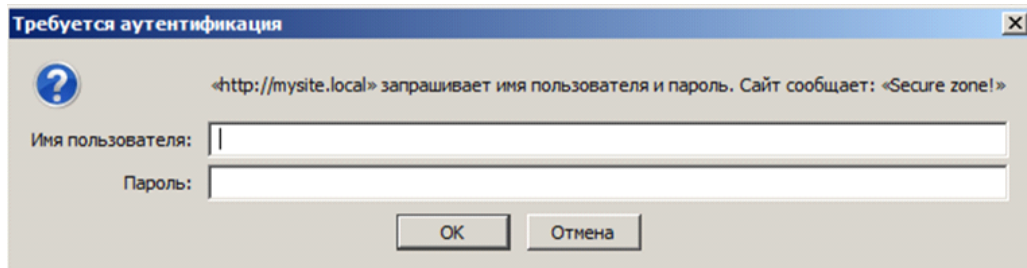 Требуется аутентификация
«http://mysite.local» запрашивает имя пользователя и пароль. Сайт сообщает: «Secure zone!»
Имя пользователя:
Пароль:
OK Отмена